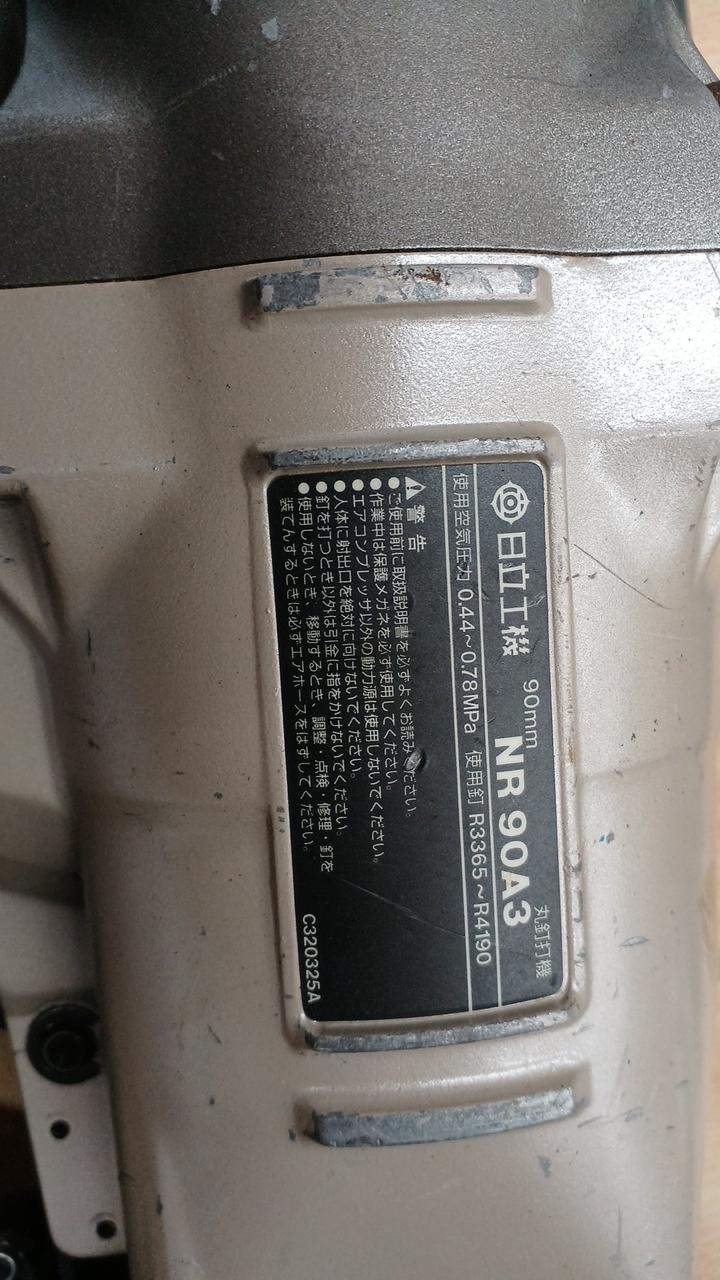 日立工機 90mm NR 90A3 丸釘打機
使用空気圧力 0.44～0.78MPa 使用釘 R3365～R4190
警告
●ご使用前に取扱説明書を必ずよくお読みください。
●作業中は保護メガネを必ず使用してください。
●エアコンプレッサ以外の動力源は使用しないでください。
●人体に射出口を絶対に向けないでください。
●釘を打つとき以外は引金に指をかけないでください。
●使用しないとき、移動するとき、調整・点検・修理・釘を
装てんするときは必ずエアホースをはずしてください。
C320325A